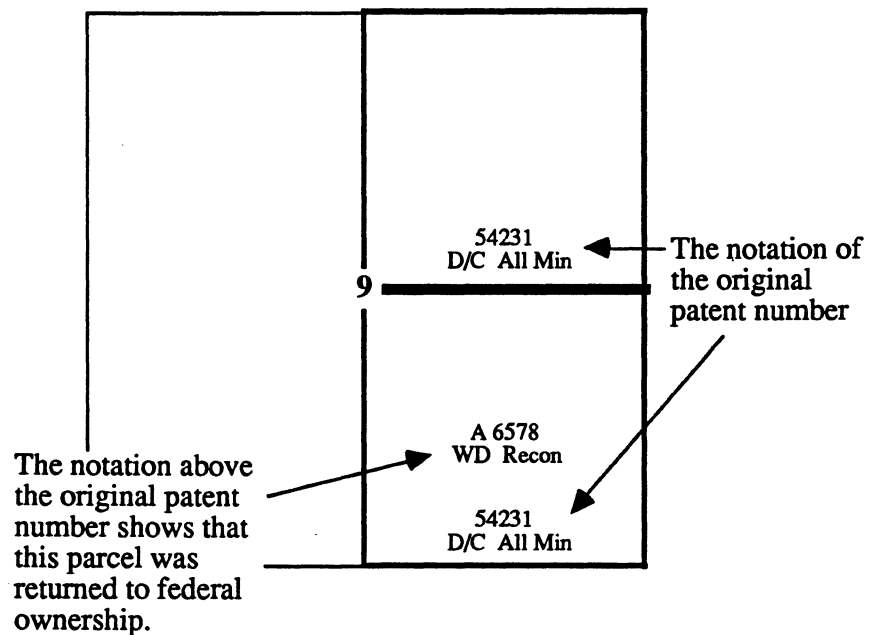 54231
D/C All Min
The notation of
the original
patent number
9
A 6578
WD Recon
The notation above
the original patent
number shows that
this parcel was
returned to federal
ownership.
54231
D/C All Min